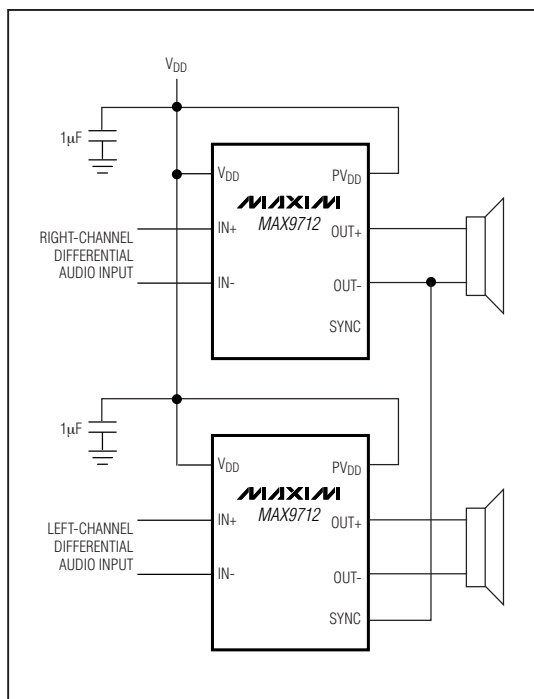 VDD
1µF
VDD
PVDD
MAXIM
MAX9712
IN+
OUT+
RIGHT-CHANNEL
DIFFERENTIAL
AUDIO INPUT
IN-
OUT-
SYNC
1µF
VDD
PVDD
MAXIM
MAX9712
IN+
OUT+
LEFT-CHANNEL
DIFFERENTIAL
AUDIO INPUT
IN-
OUT-
SYNC